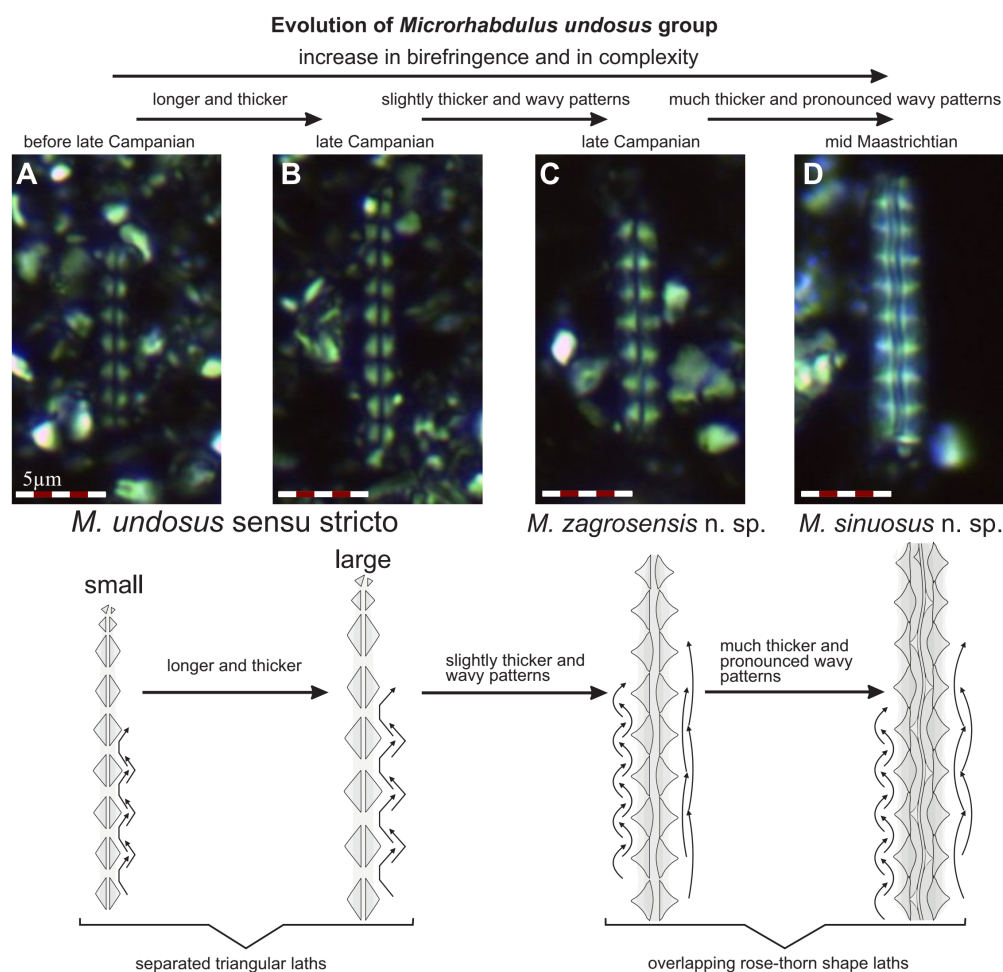 Evolution of Microrhabdulus undosus group
increase in birefringence and in complexity
longer and thicker
slightly thicker and wavy patterns
much thicker and pronounced wavy patterns
before late Campanian
late Campanian
late Campanian
mid Maastrichtian
A
B
C
D
5µm
M. undosus sensu stricto
M. zagrosensis n. sp.
M. sinuosus n. sp.
small
large
longer and thicker
slightly thicker and
wavy patterns
much thicker and
pronounced wavy
patterns
separated triangular laths
overlapping rose-thorn shape laths